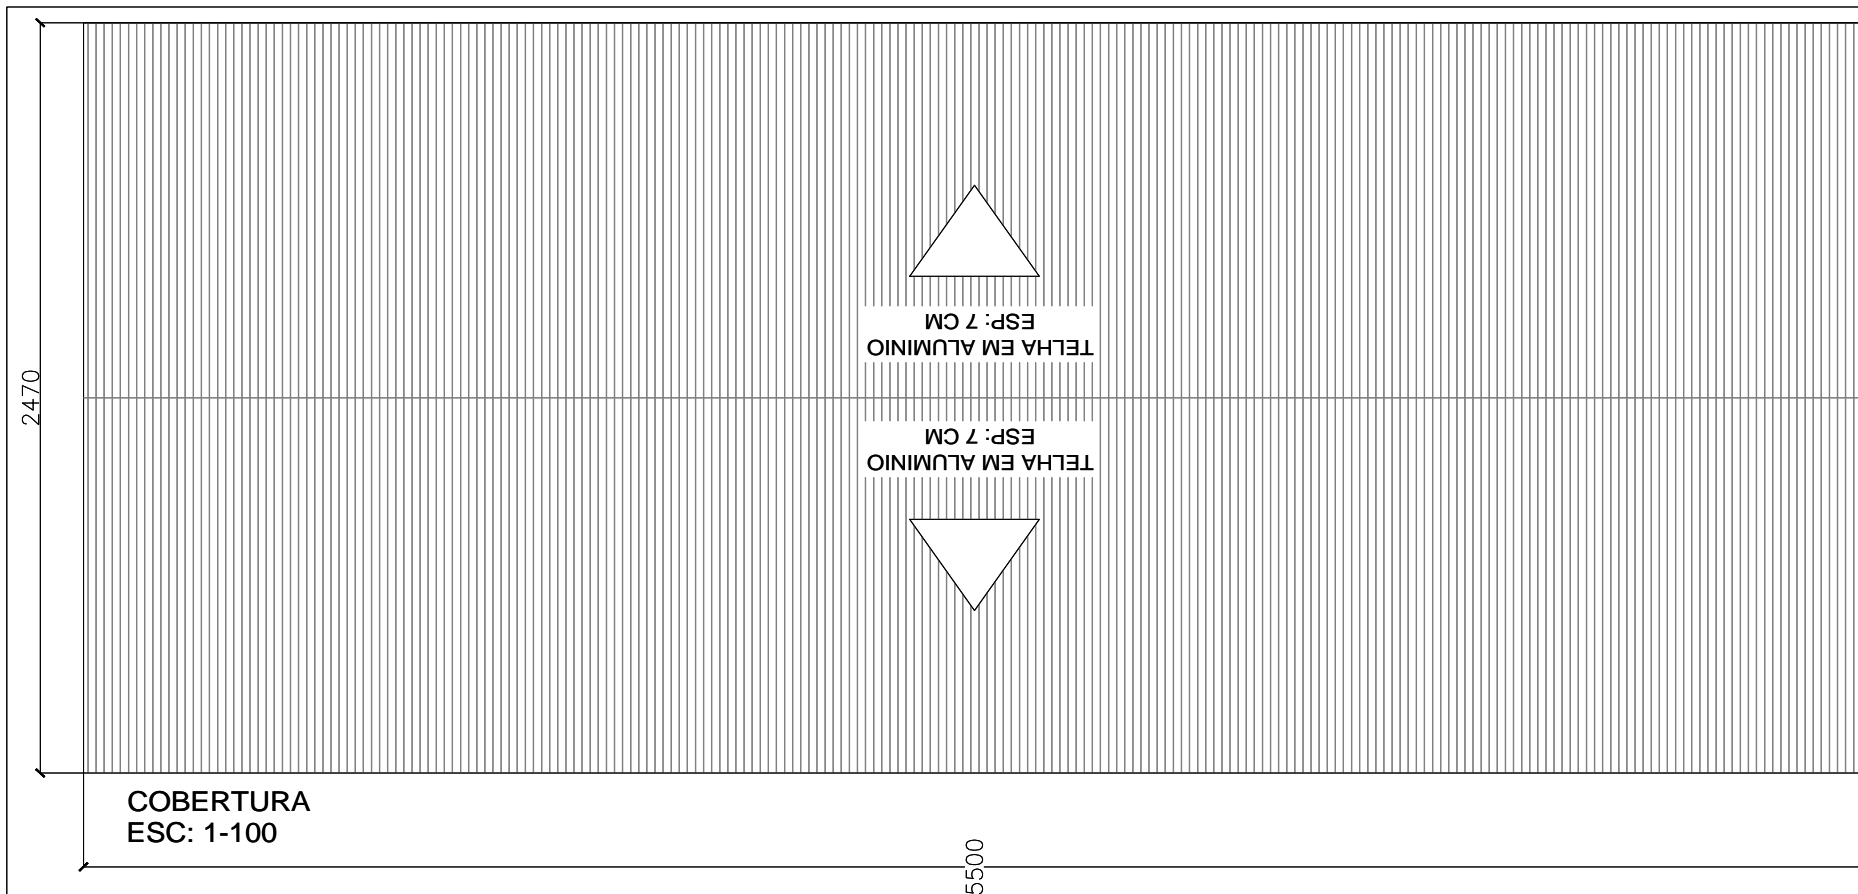 ESP: 7 CM
TELHA EM ALUMINIO
2470
ESP: 7 CM
TELHA EM ALUMINIO
COBERTURA
ESC: 1-100
5500